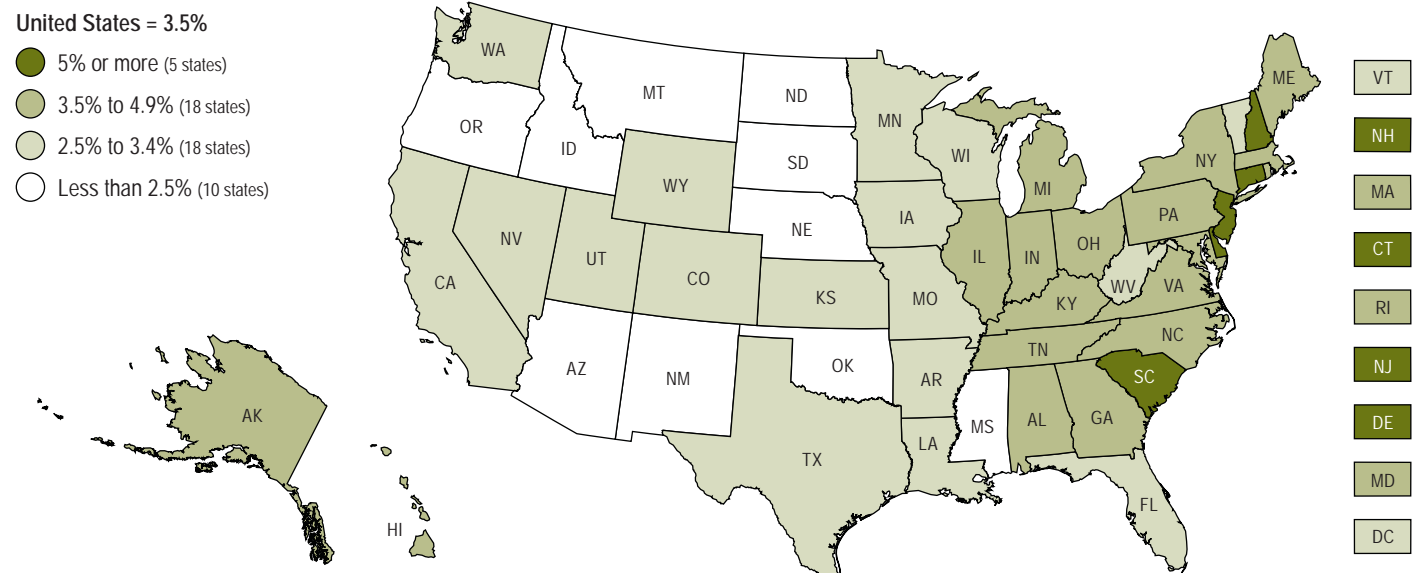 United States = 3.5%
5% or more (5 states)
3.5% to 4.9% (18 states)
2.5% to 3.4% (18 states)
Less than 2.5% (10 states)
WA
MT
ND
OR
ID
SD
WY
NE
NV
UT
CO
CA
KS
AZ
NM
OK
TX
MN
WI
IA
MO
AR
LA
MS
MI
IL
IN
OH
KY
TN
AL
GA
FL
SC
NC
VA
WV
PA
NY
ME
AK
HI
VT
NH
MA
CT
RI
NJ
DE
MD
DC